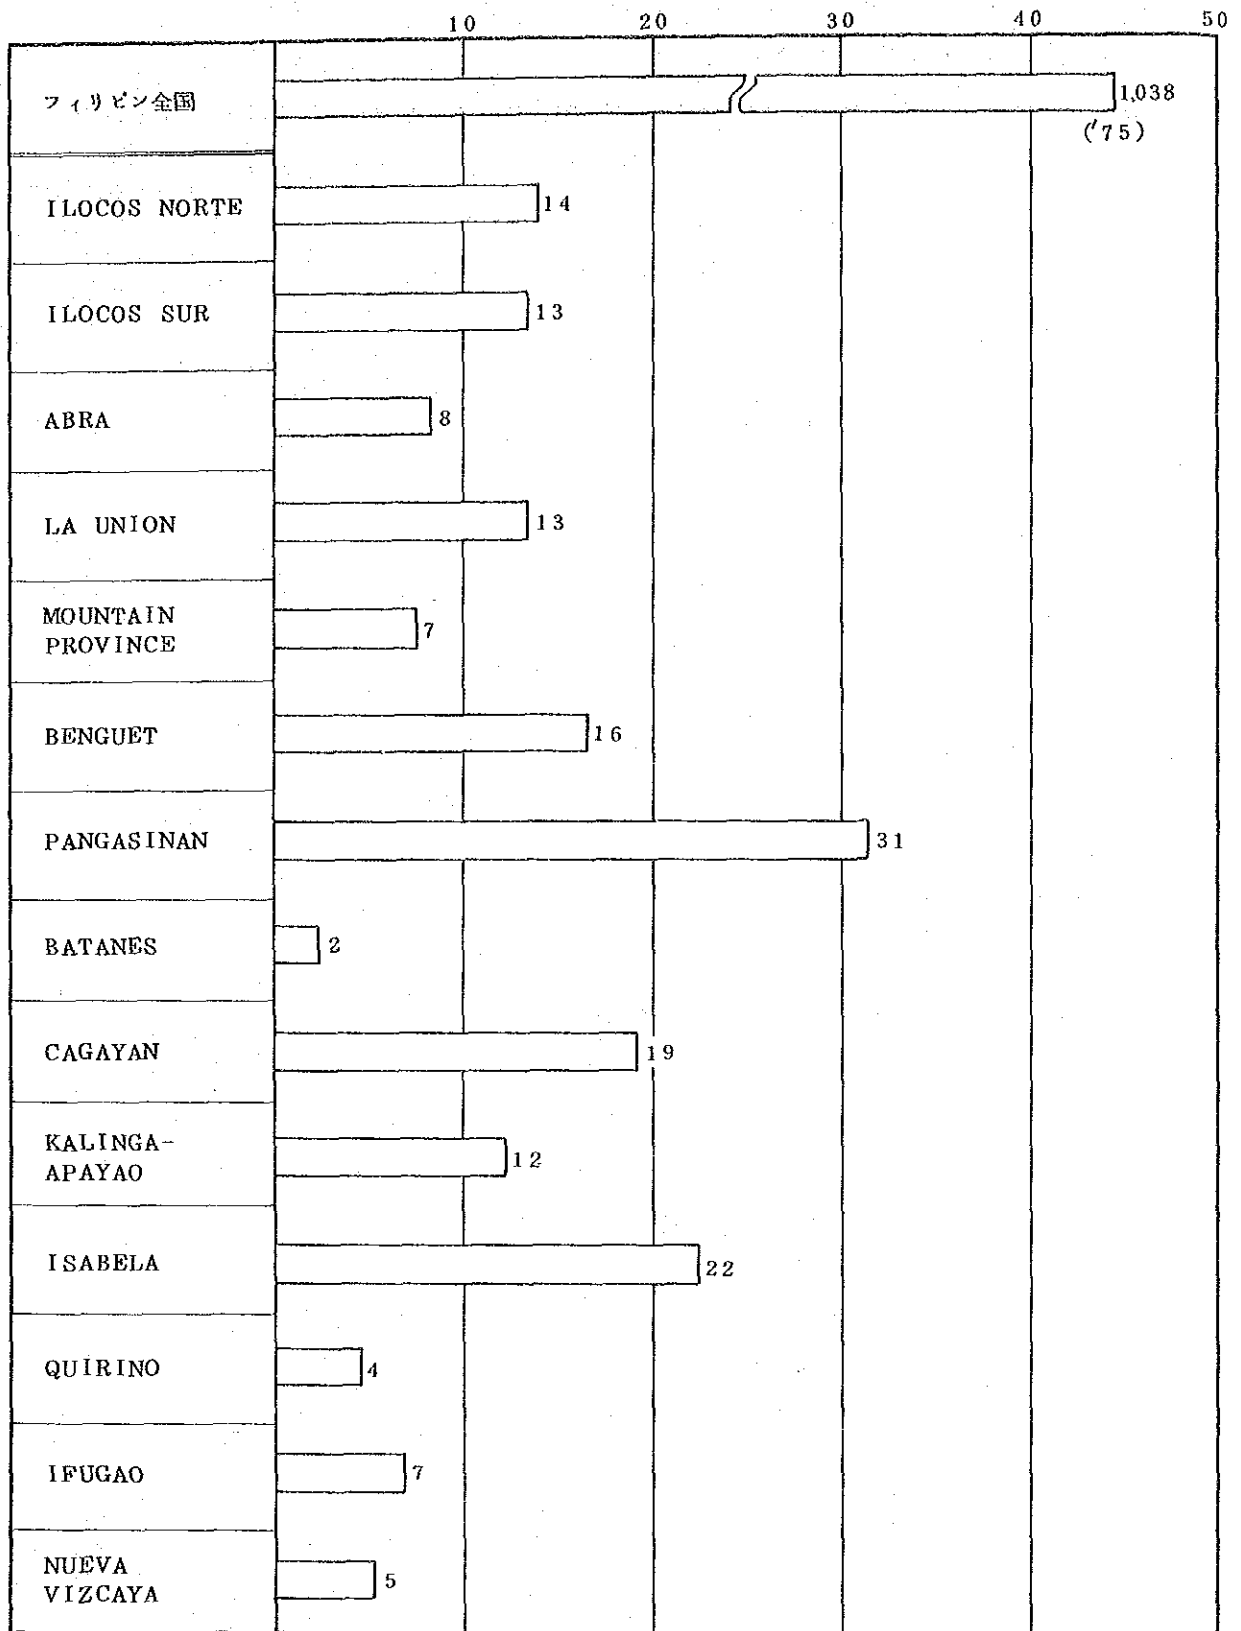 10 20 30 40 50
フィリピン全国 1,038
('75)
ILOCOS NORTE 14
ILOCOS SUR 13
ABRA 8
LA UNION 13
MOUNTAIN
PROVINCE 7
BENGUET 16
PANGASINAN 31
BATANES 2
CAGAYAN 19
KALINGA-
APAYAO 12
ISABELA 22
QUIRINO 4
IFUGAO 7
NUEVA
VIZCAYA 5